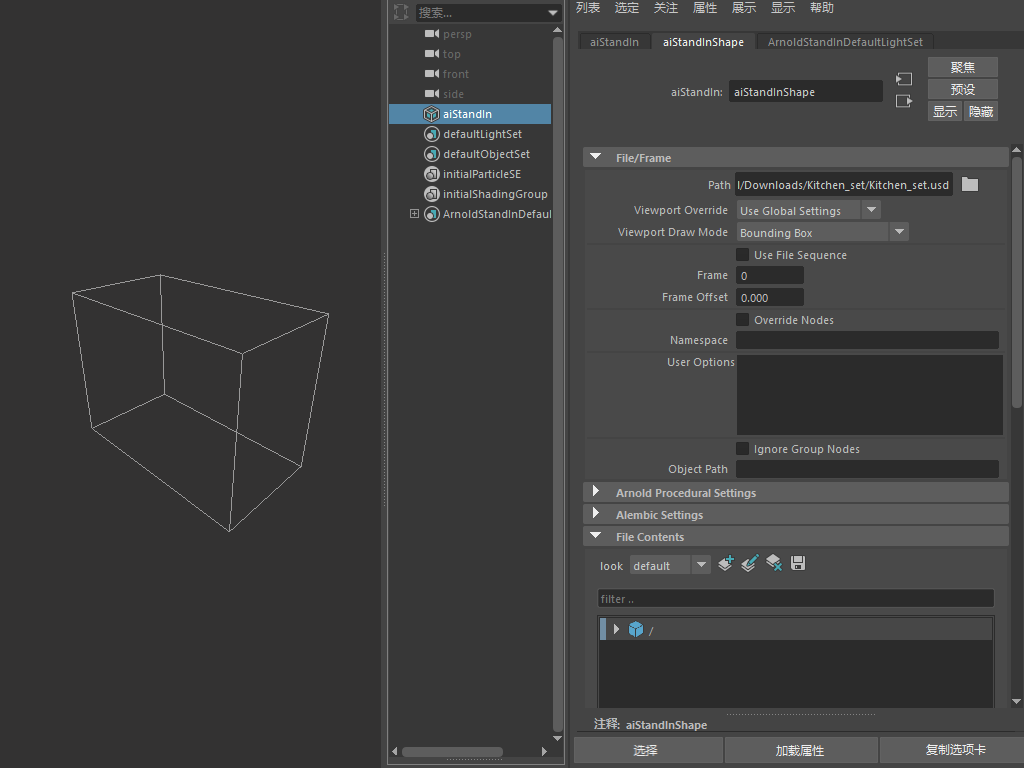 搜索...
persp
top
front
side
aiStandIn
defaultLightSet
defaultObjectSet
initialParticleSE
initialShadingGroup
ArnoldStandInDefaul
列表 选定 关注 属性 展示 显示 帮助
aiStandIn aiStandInShape ArnoldStandInDefaultLightSet
aiStandIn: aiStandInShape
聚焦
预设
显示 隐藏
File/Frame
Path l/Downloads/Kitchen_set/Kitchen_set.usd
Viewport Override Use Global Settings
Viewport Draw Mode Bounding Box
Use File Sequence
Frame 0
Frame Offset 0.000
Override Nodes
Namespace
User Options
Ignore Group Nodes
Object Path
Arnold Procedural Settings
Alembic Settings
File Contents
look default
filter ..
/
注释: aiStandInShape
选择 加载属性 复制选项卡